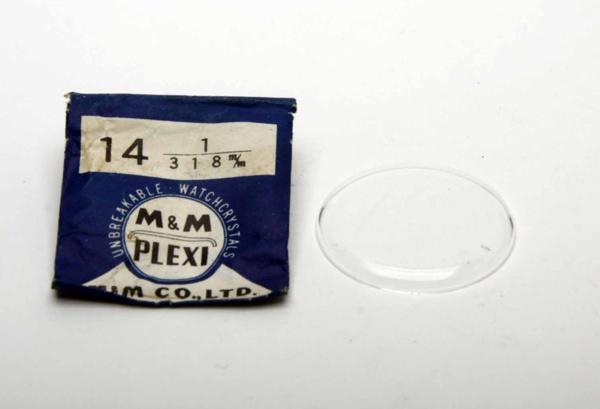 14 1
318 m/m
UNBREAKABLE · WATCHCRYSTALS
M&M
PLEXI
M&M CO., LTD.